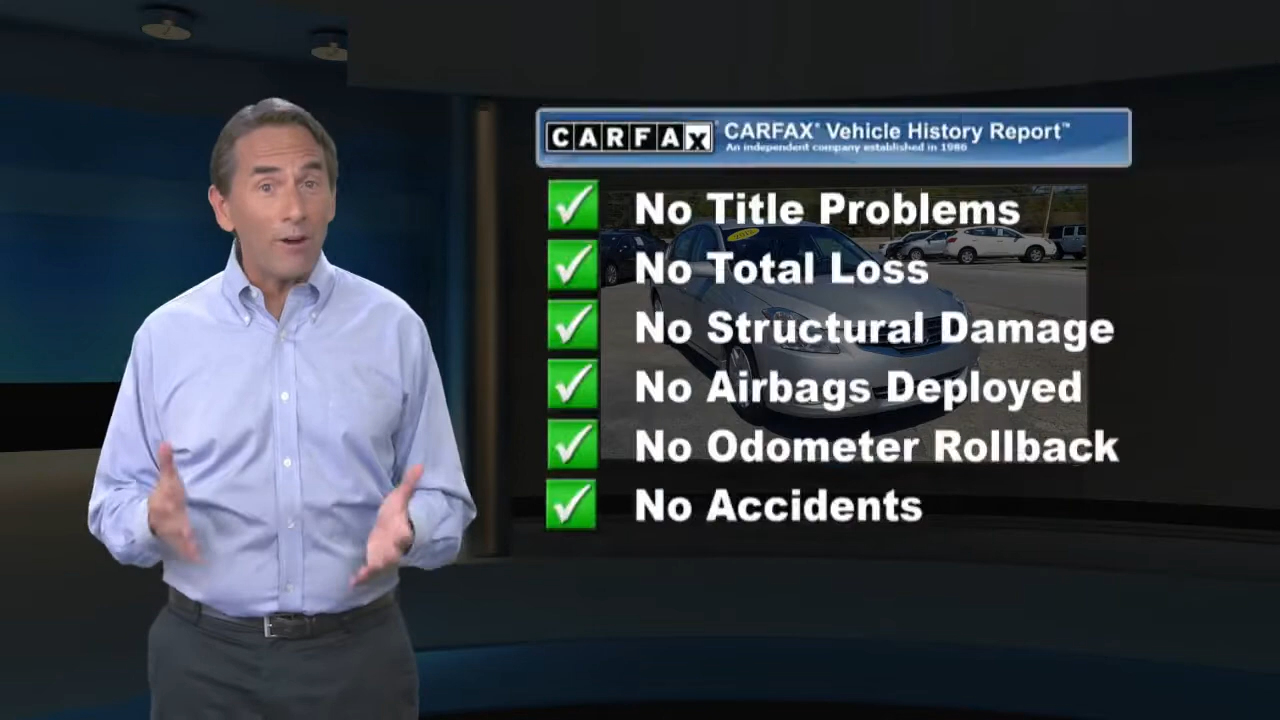 CARFAX
CARFAX® Vehicle History Report™
An independent company established in 1986
No Title Problems
No Total Loss
No Structural Damage
No Airbags Deployed
No Odometer Rollback
No Accidents